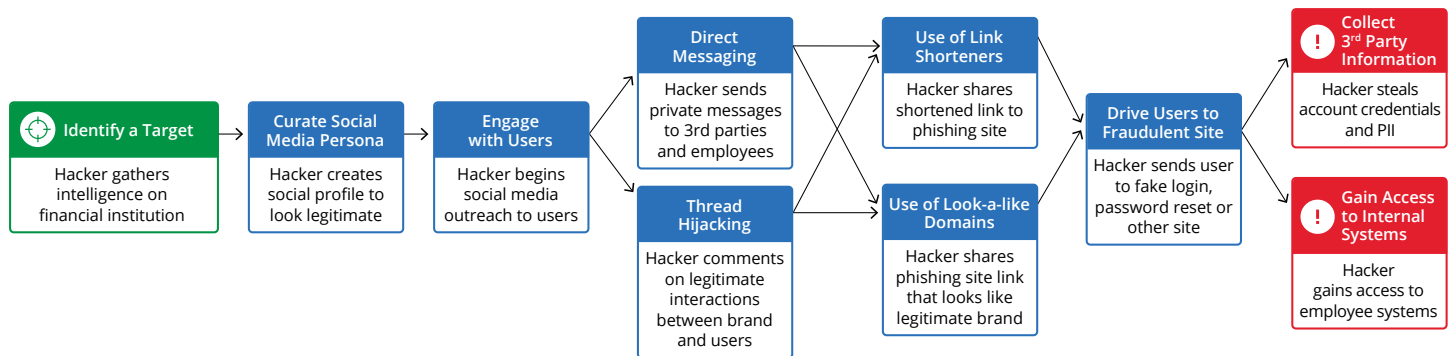 Identify a Target
Hacker gathers
intelligence on
financial institution
Curate Social
Media Persona
Hacker creates
social profile to
look legitimate
Engage
with Users
Hacker begins
social media
outreach to users
Direct
Messaging
Hacker sends
private messages
to 3rd parties
and employees
Thread
Hijacking
Hacker comments
on legitimate
interactions
between brand
and users
Use of Link
Shorteners
Hacker shares
shortened link to
phishing site
Use of Look-a-like
Domains
Hacker shares
phishing site link
that looks like
legitimate brand
Drive Users to
Fraudulent Site
Hacker sends user
to fake login,
password reset or
other site
!
Collect
3rd Party
Information
Hacker steals
account credentials
and PII
!
Gain Access
to Internal
Systems
Hacker
gains access to
employee systems